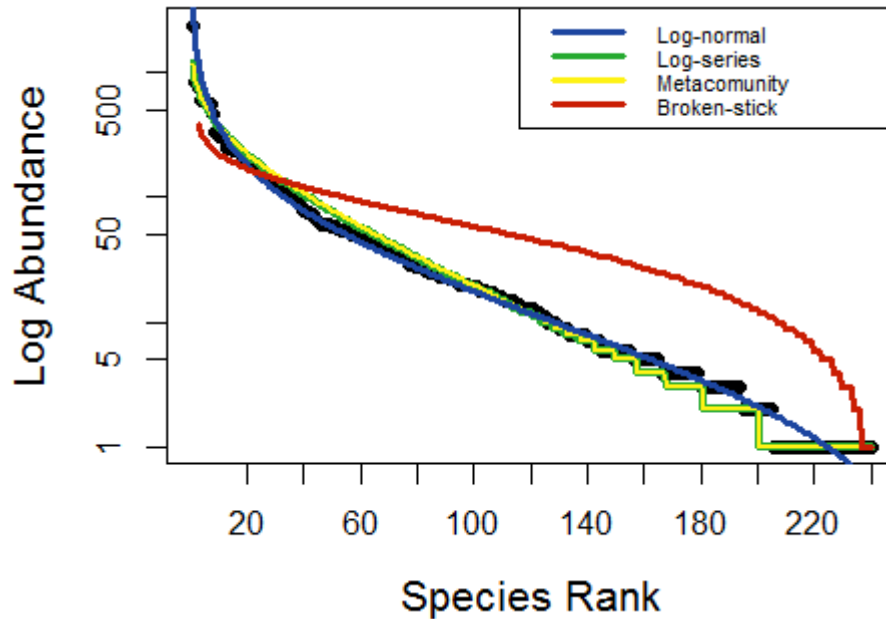 Log-normal
Log-series
Metacomunity
Broken-stick
Log Abundance
500
50
5
1
20 60 100 140 180 220
Species Rank